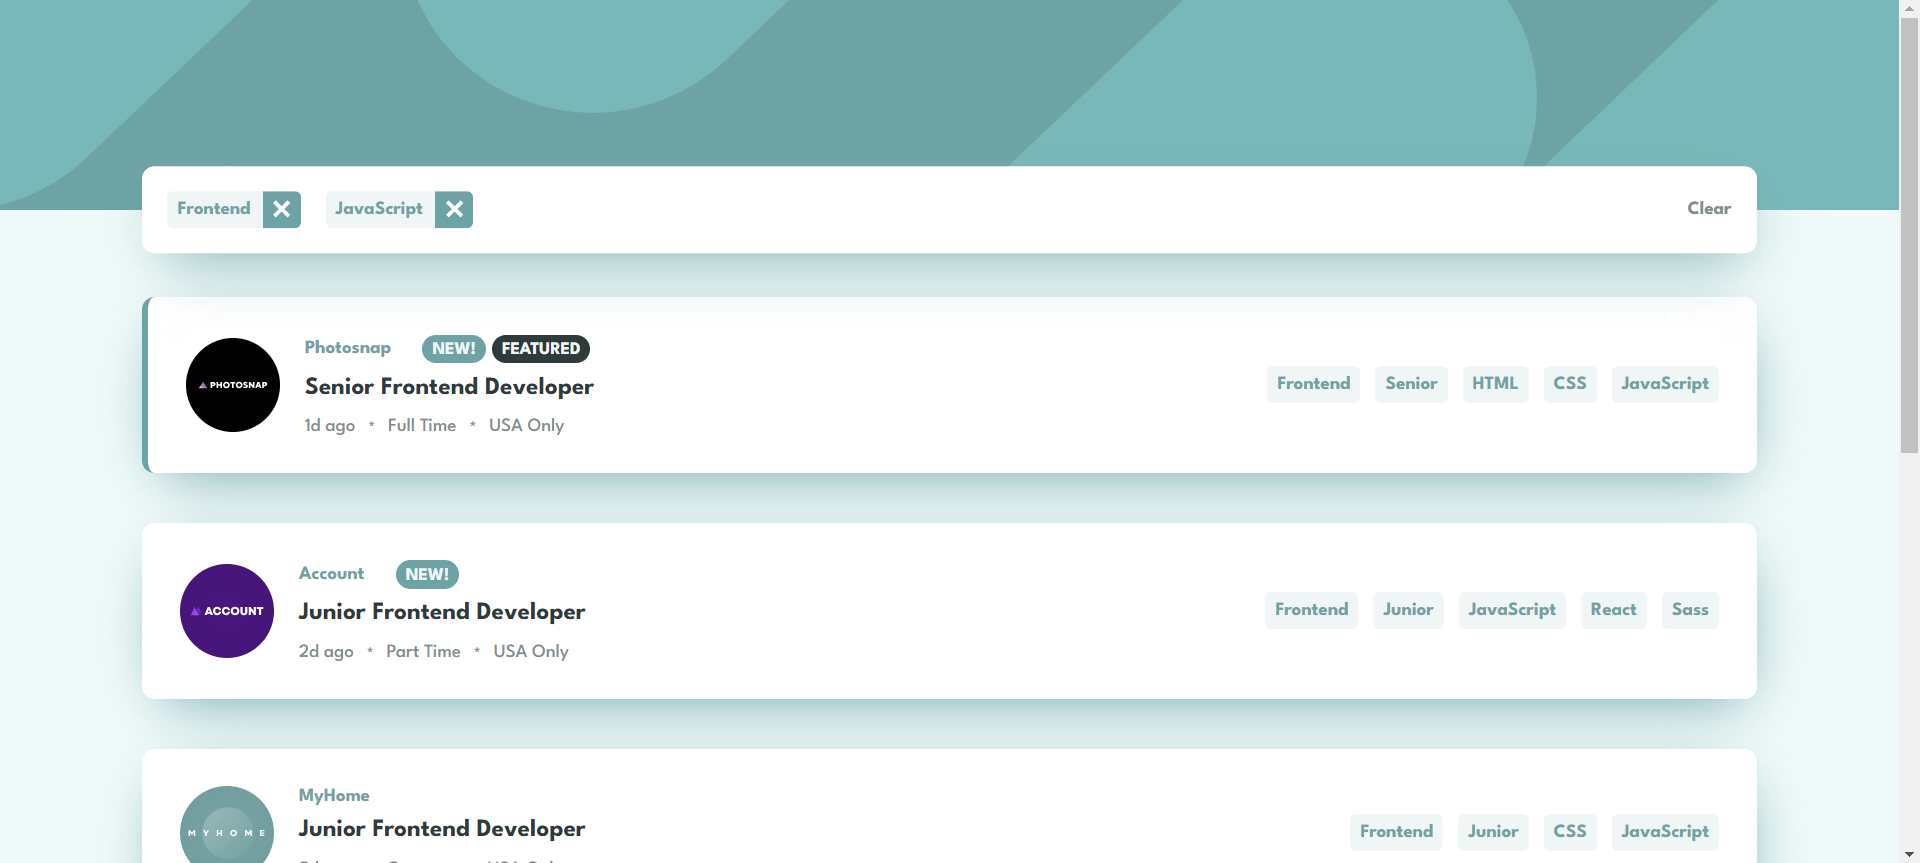 Frontend JavaScript Clear
PHOTOSNAP
Photosnap NEW! FEATURED
Senior Frontend Developer
1d ago * Full Time * USA Only
Frontend Senior HTML CSS JavaScript
ACCOUNT
Account NEW!
Junior Frontend Developer
2d ago * Part Time * USA Only
Frontend Junior JavaScript React Sass
MYHOME
MyHome
Junior Frontend Developer
Frontend Junior CSS JavaScript